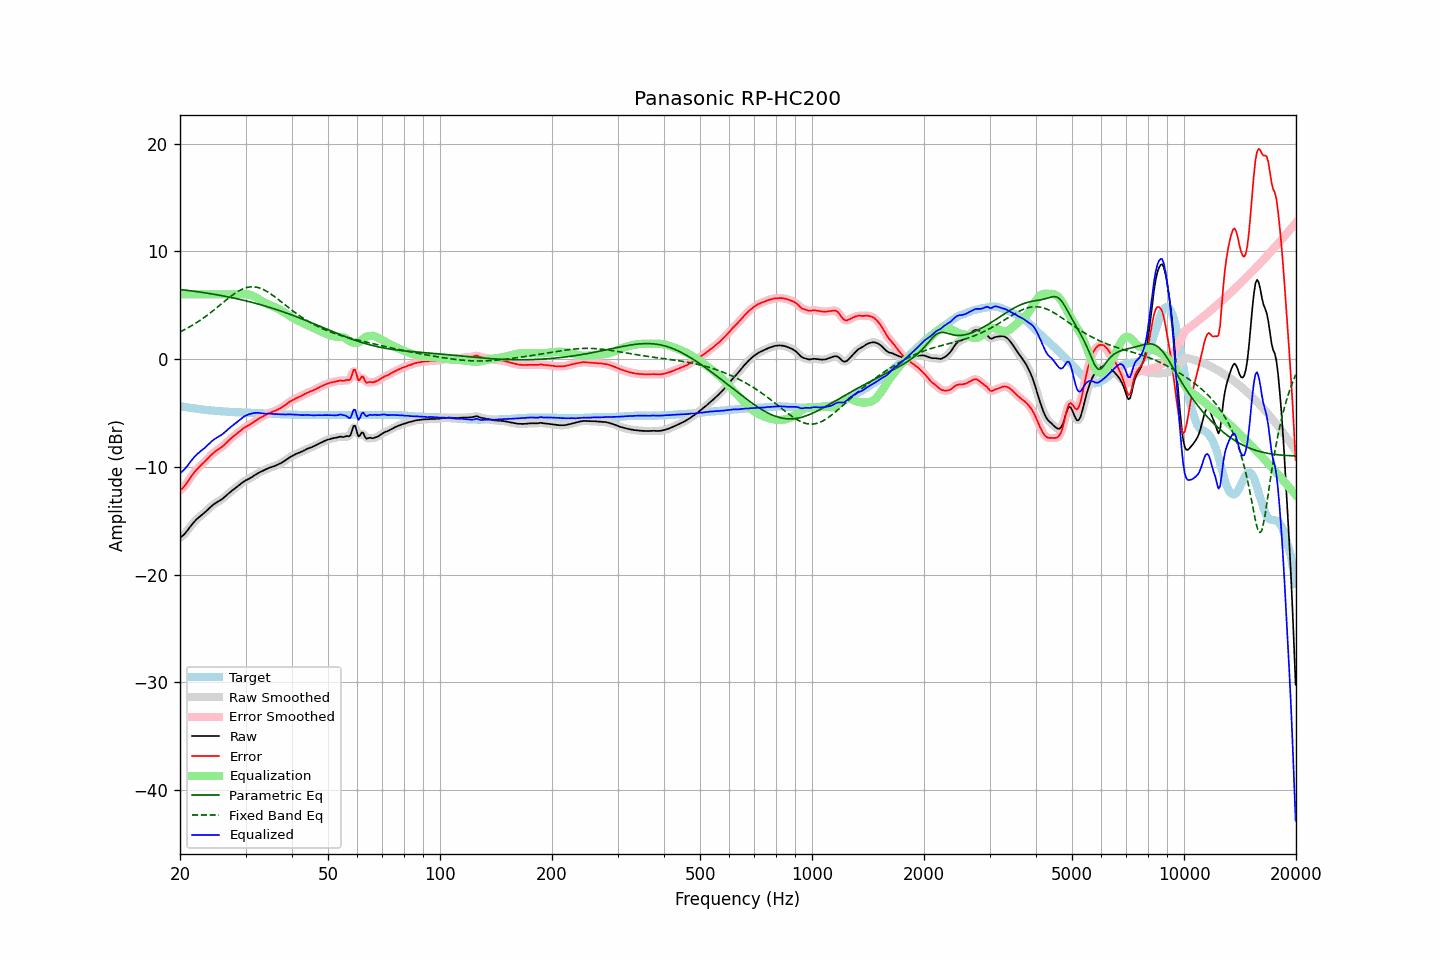 Panasonic RP-HC200
Amplitude (dBr)
20
10
0
−10
−20
−30
−40
Target
Raw Smoothed
Error Smoothed
Raw
Error
Equalization
Parametric Eq
Fixed Band Eq
Equalized
20 50 100 200 500 1000 2000 5000 10000 20000
Frequency (Hz)